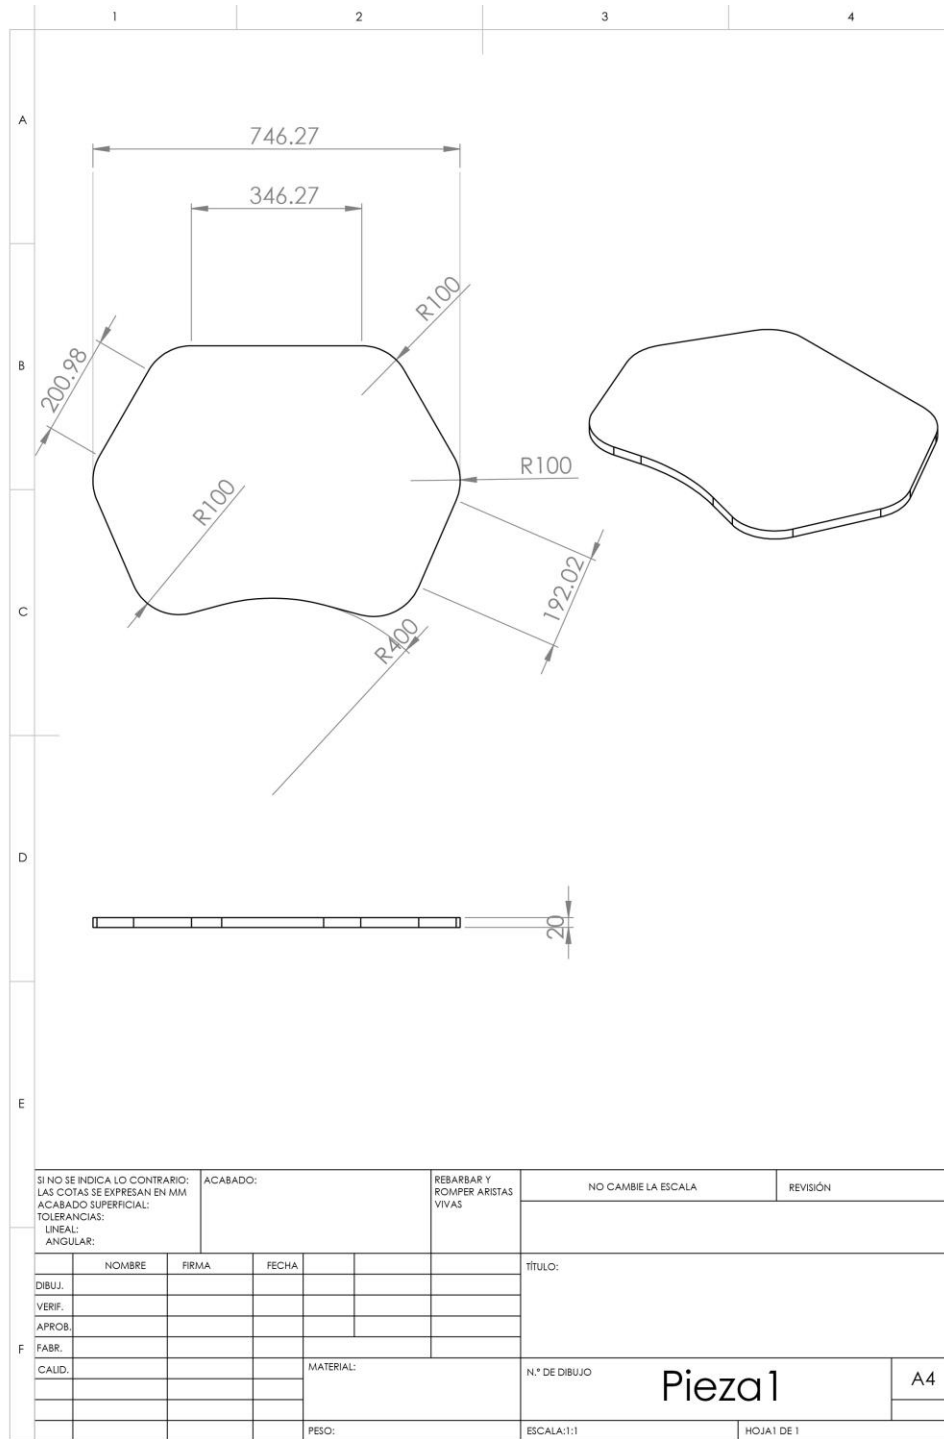 1 2 3 4
A
746.27
346.27
R100
B
200.98
R100
R100
C
192.02
R400
D
20
E
SI NO SE INDICA LO CONTRARIO:
LAS COTAS SE EXPRESAN EN MM
ACABADO SUPERFICIAL:
TOLERANCIAS:
LINEAL:
ANGULAR:
ACABADO:
REBARBAR Y
ROMPER ARISTAS
VIVAS
NO CAMBIE LA ESCALA
REVISIÓN
NOMBRE FIRMA FECHA
TÍTULO:
DIBUJ.
VERIF.
APROB.
F
FABR.
CALID.
MATERIAL:
N.º DE DIBUJO
Pieza1
A4
PESO:
ESCALA:1:1
HOJA1 DE 1